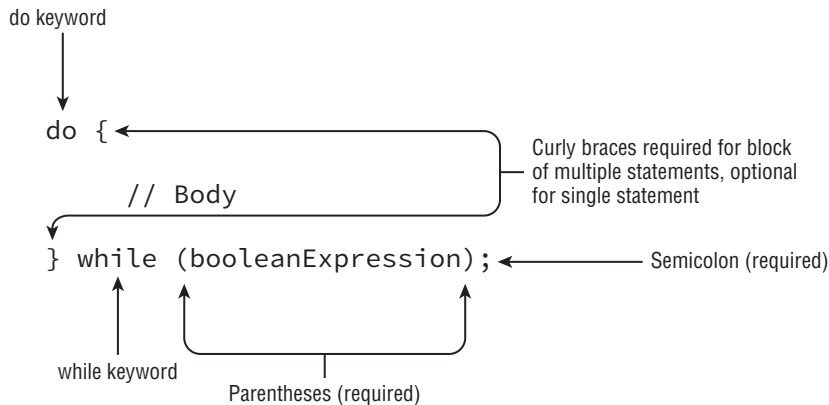 do keyword
do {
Curly braces required for block
of multiple statements, optional
for single statement
// Body
} while (booleanExpression);
Semicolon (required)
while keyword
Parentheses (required)